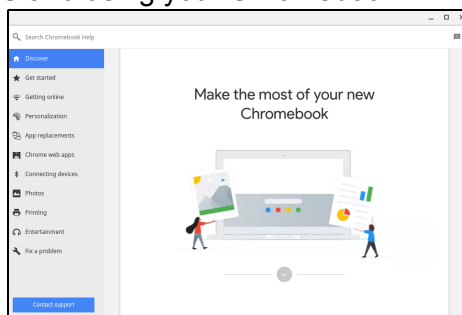 Search Chromebook Help
Discover
Get started
Getting online
Personalization
App replacements
Chrome web apps
Connecting devices
Photos
Printing
Entertainment
Fix a problem
Contact support
Make the most of your new
Chromebook